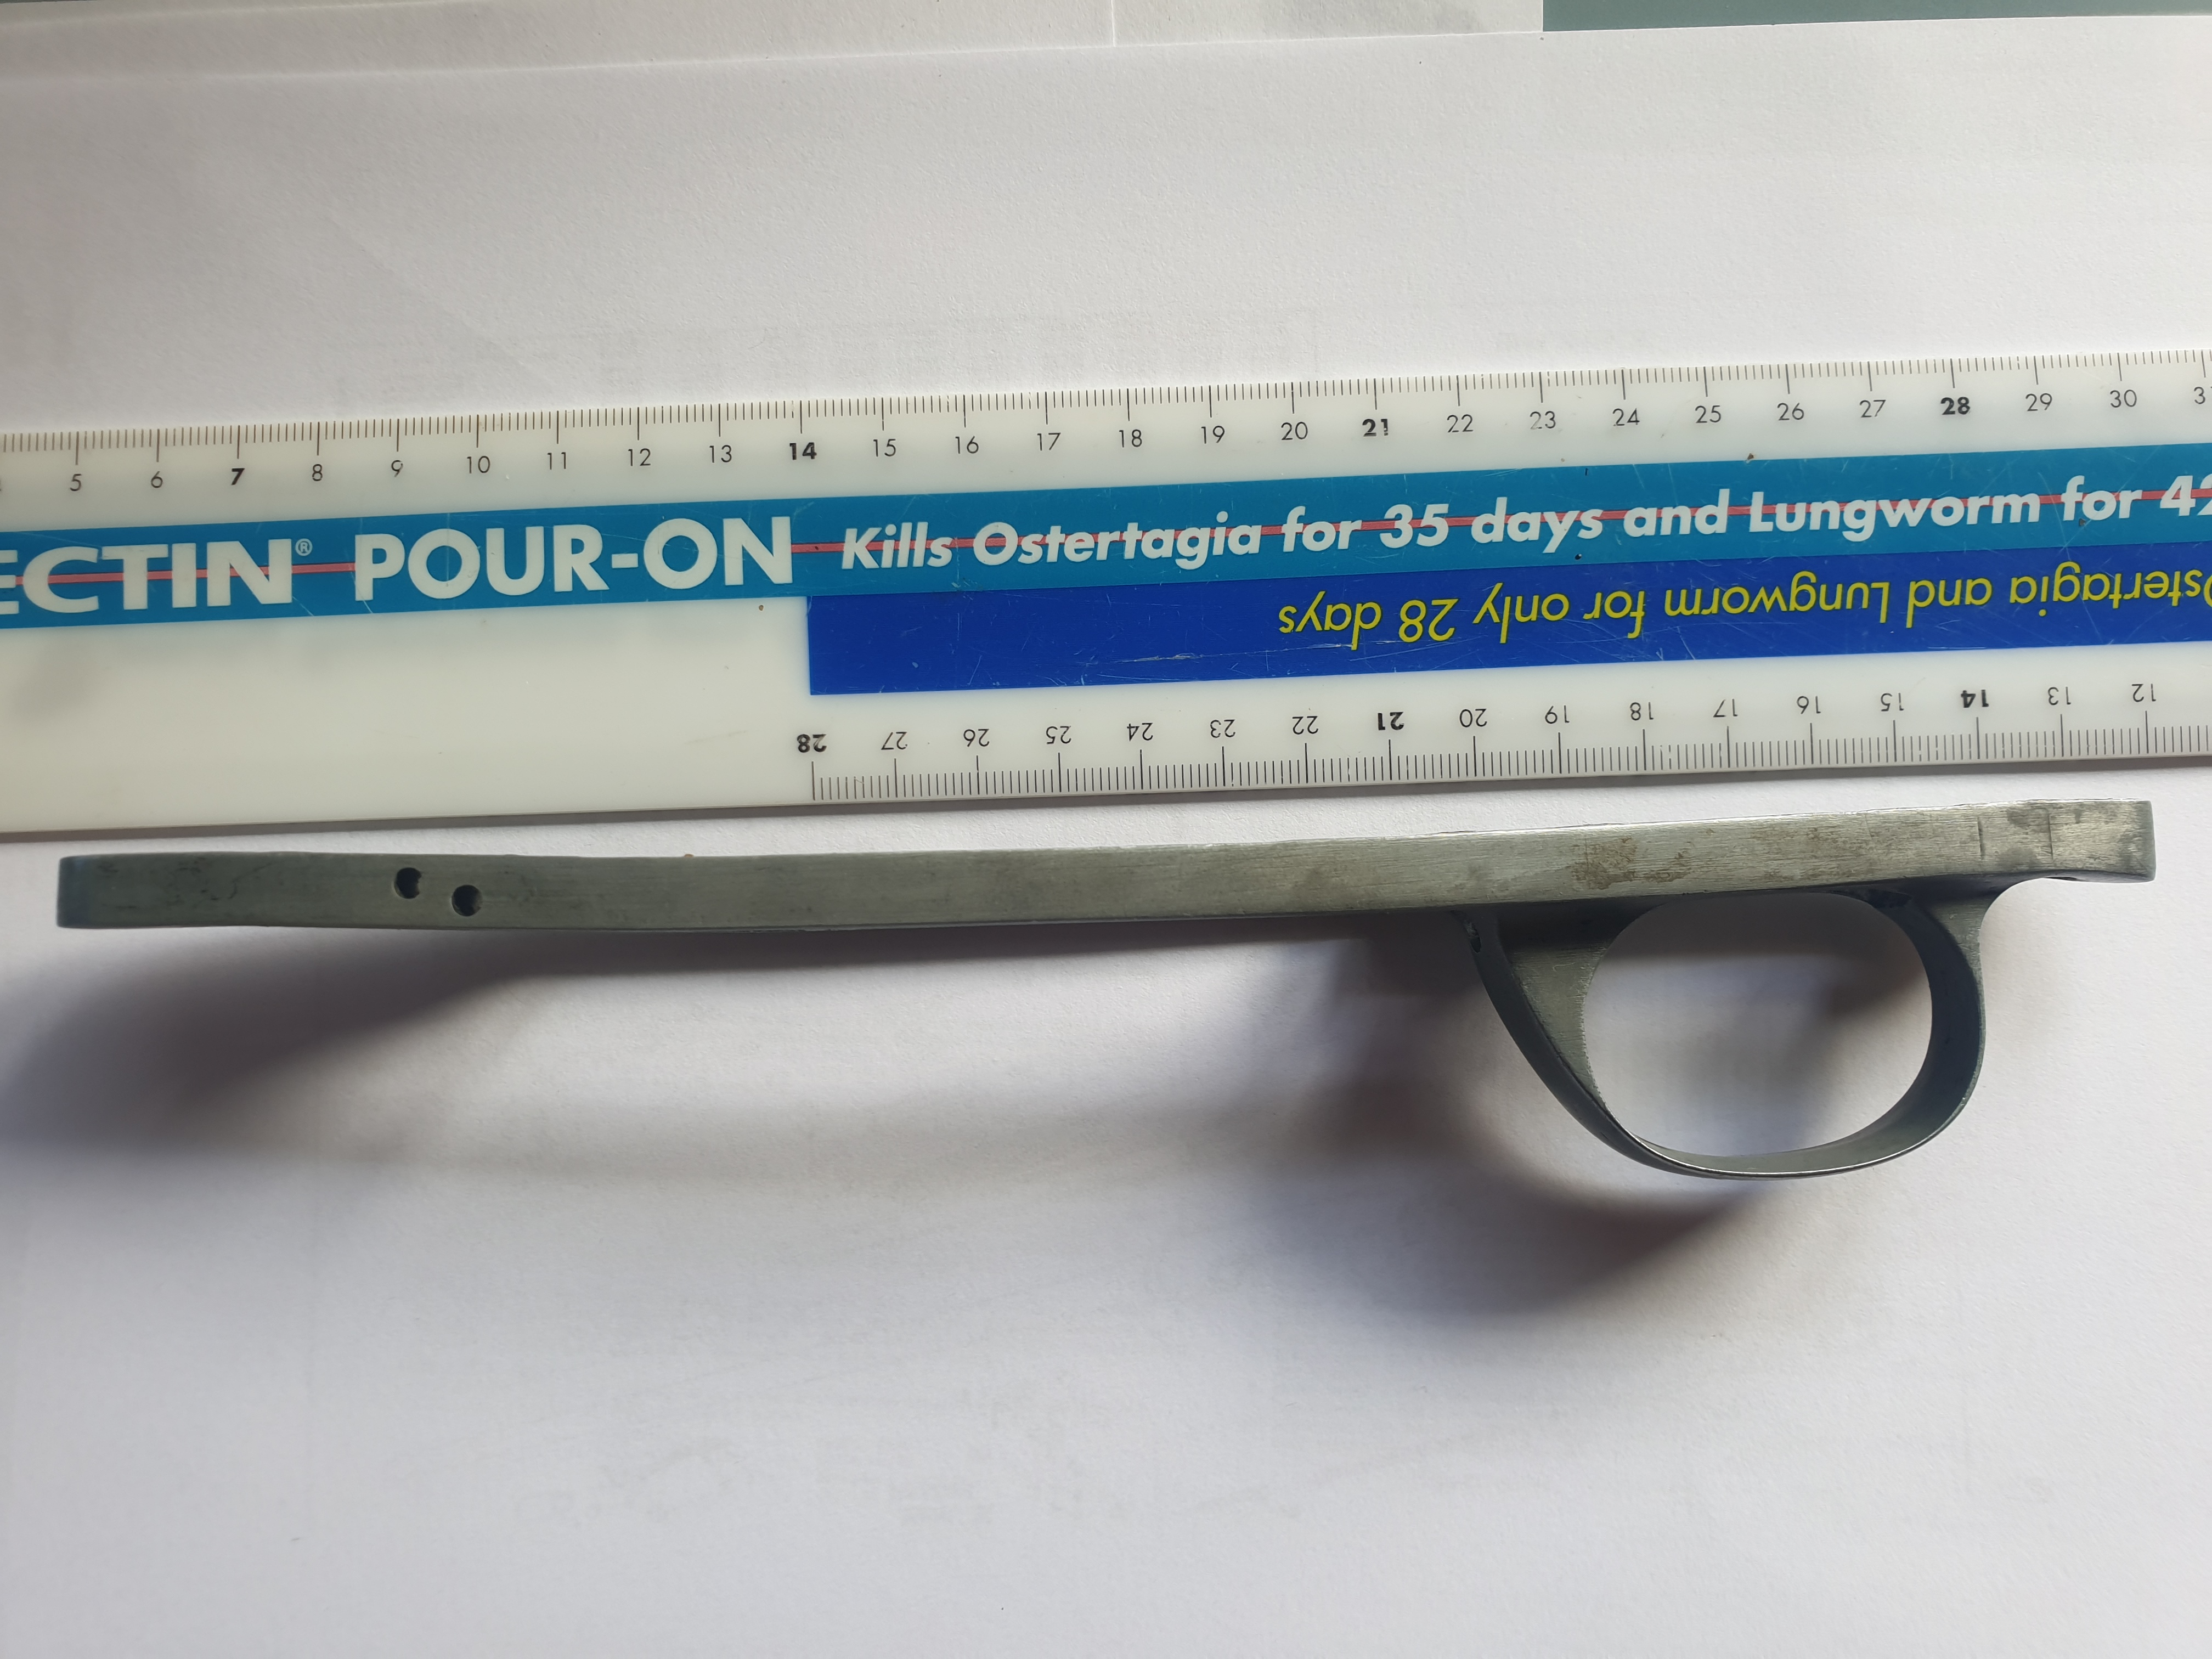 5 6 7 8 9 10 11 12 13 14 15 16 17 18 19 20 21 22 23 24 25 26 27 28 29 30
ECTIN® POUR-ON Kills Ostertagia for 35 days and Lungworm for 42
Ostertagia and Lungworm for only 28 days
12 13 14 15 16 17 18 19 20 21 22 23 24 25 26 27 28